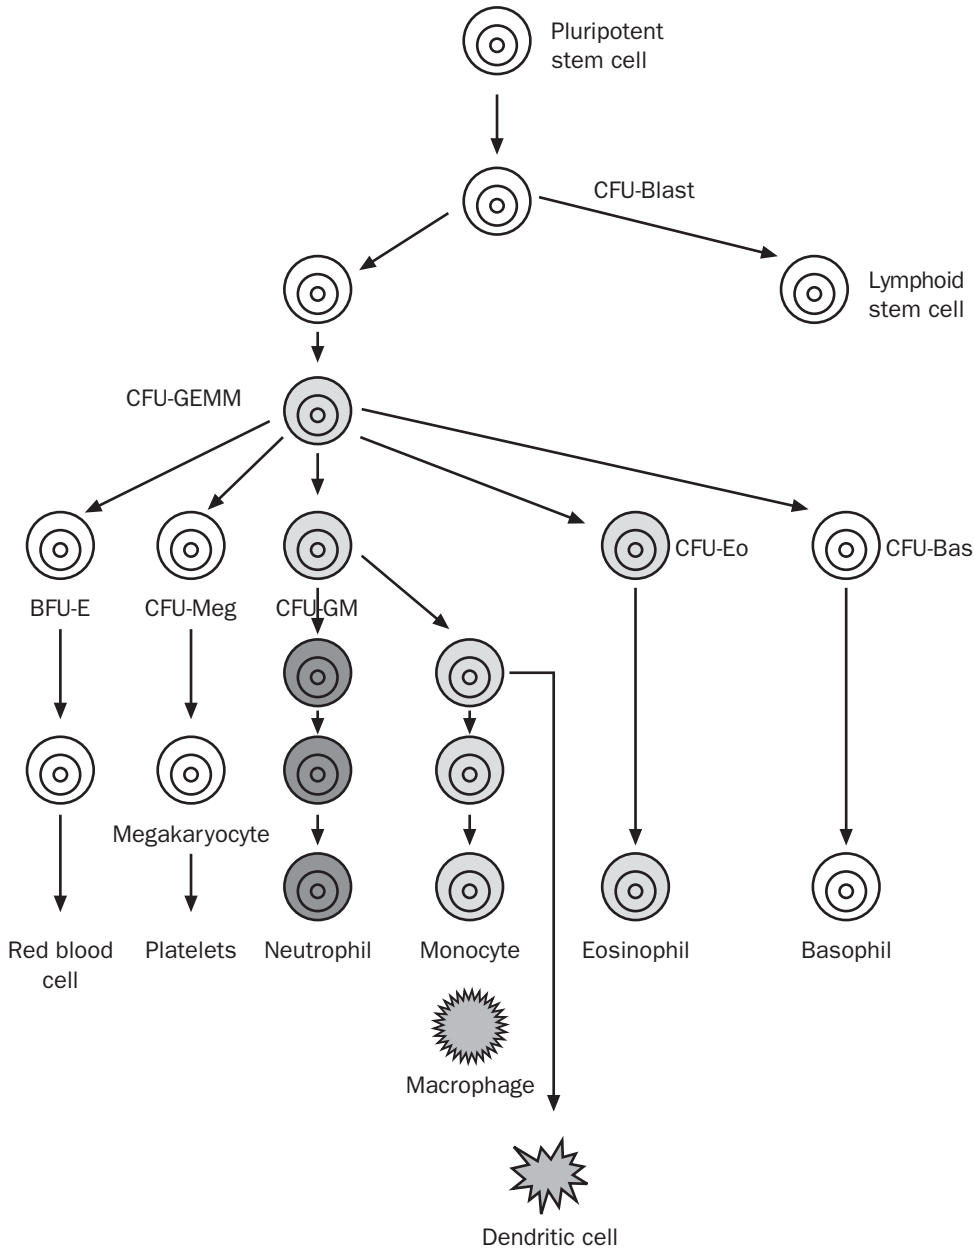 Pluripotent
stem cell
CFU-Blast
Lymphoid
stem cell
CFU-GEMM
CFU-Eo
CFU-Bas
BFU-E
CFU-Meg
CFU-GM
Megakaryocyte
Red blood
cell
Platelets
Neutrophil
Monocyte
Eosinophil
Basophil
Macrophage
Dendritic cell